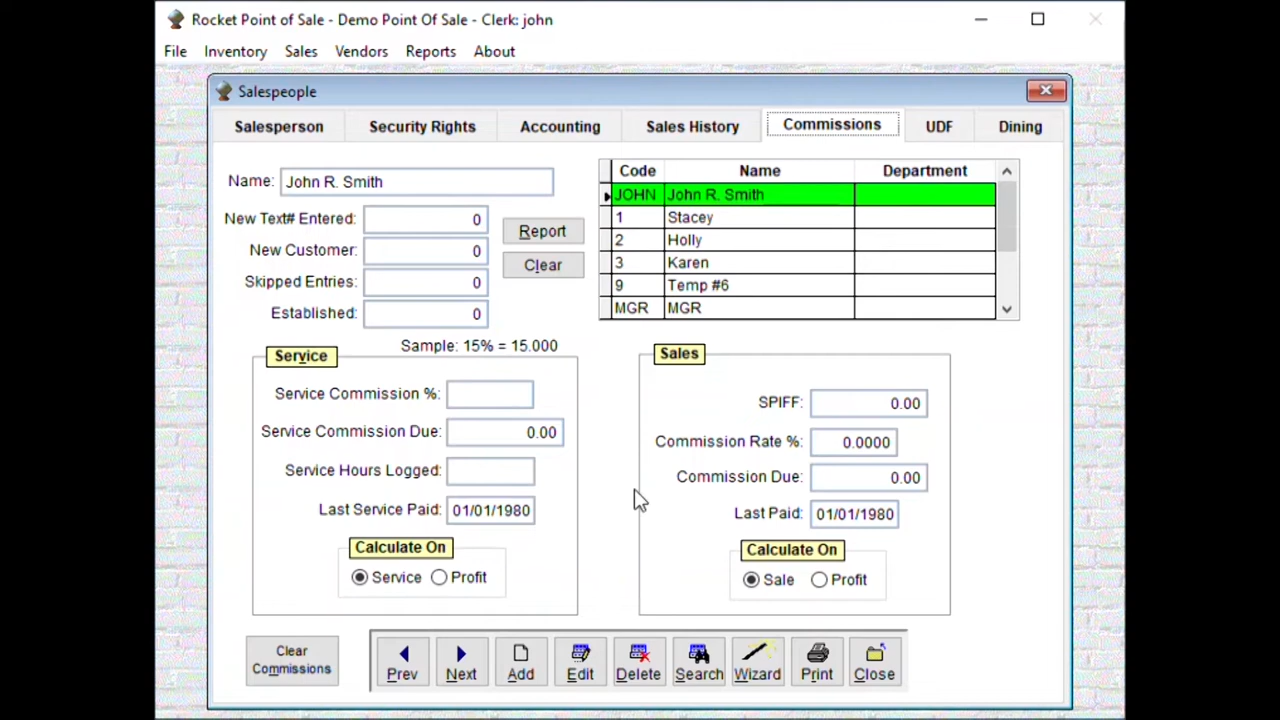 Rocket Point of Sale - Demo Point Of Sale - Clerk: john
File Inventory Sales Vendors Reports About
Salespeople
Salesperson Security Rights Accounting Sales History Commissions UDF Dining
Name: John R. Smith
New Text# Entered: 0
New Customer: 0
Skipped Entries: 0
Established: 0
Report
Clear
Code Name Department
JOHN John R. Smith
1 Stacey
2 Holly
3 Karen
9 Temp #6
MGR MGR
Sample: 15% = 15.000
Service
Service Commission %:
Service Commission Due: 0.00
Service Hours Logged:
Last Service Paid: 01/01/1980
Calculate On
Service Profit
Sales
SPIFF: 0.00
Commission Rate %: 0.0000
Commission Due: 0.00
Last Paid: 01/01/1980
Calculate On
Sale Profit
Clear
Commissions
Prev Next Add Edit Delete Search Wizard Print Close